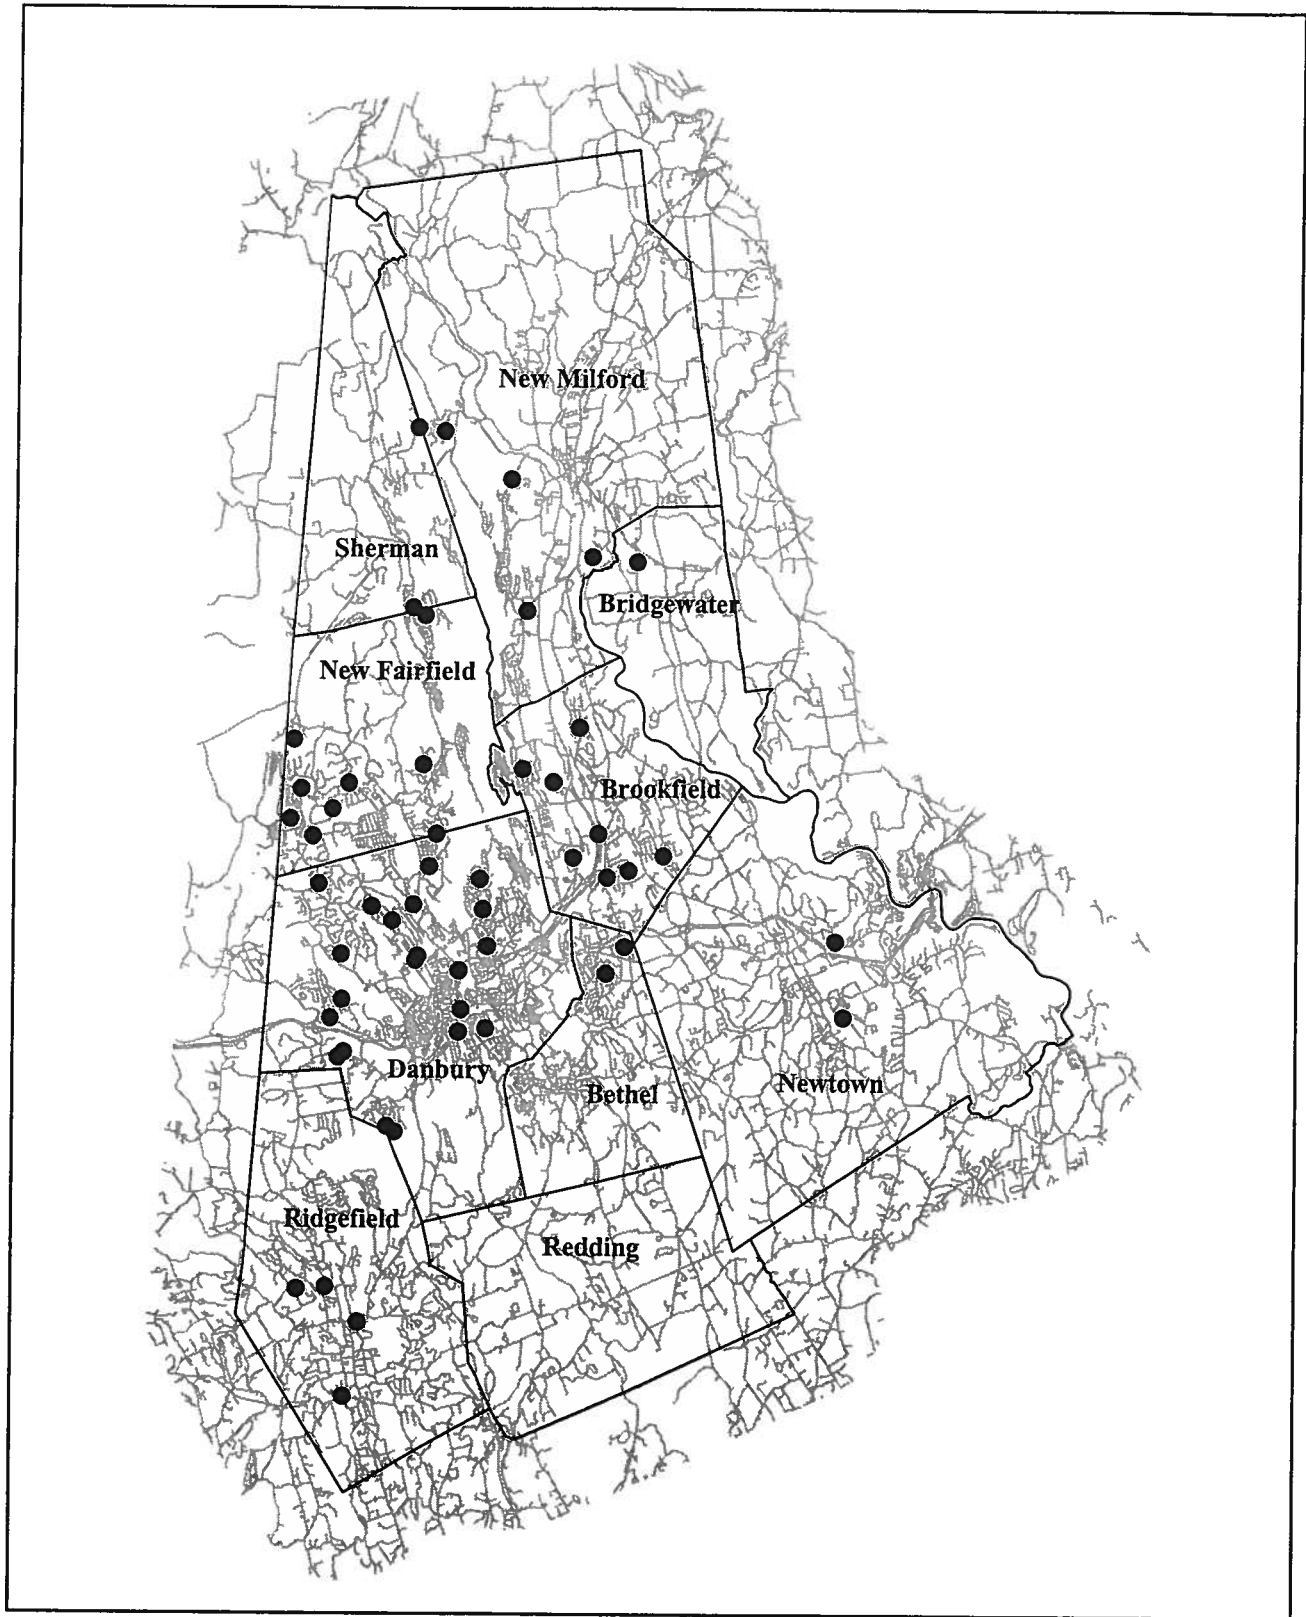 New Milford
Sherman
Bridgewater
New Fairfield
Brookfield
Danbury
Newtown
Bethel
Ridgefield
Redding